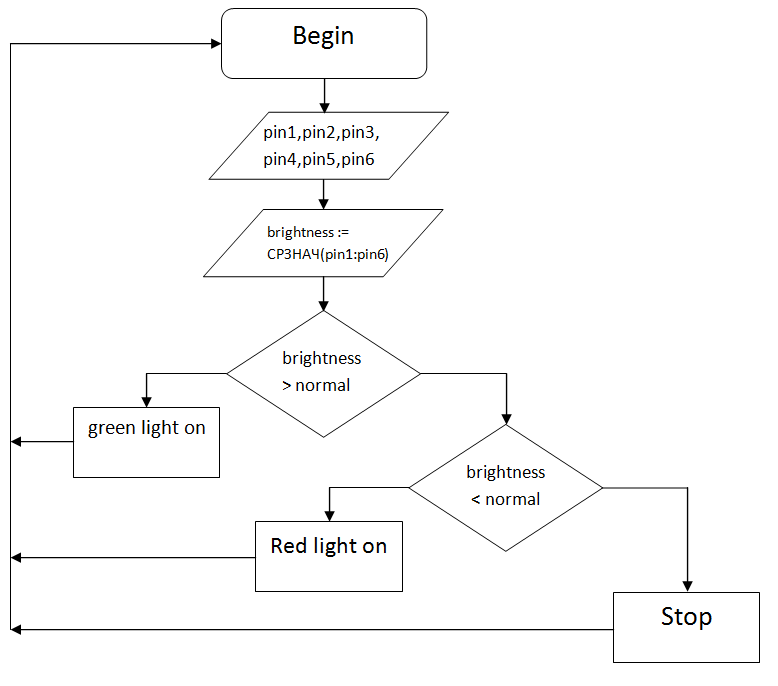 Begin
pin1,pin2,pin3,
pin4,pin5,pin6
brightness :=
СРЗНАЧ(pin1:pin6)
brightness
> normal
green light on
brightness
< normal
Red light on
Stop